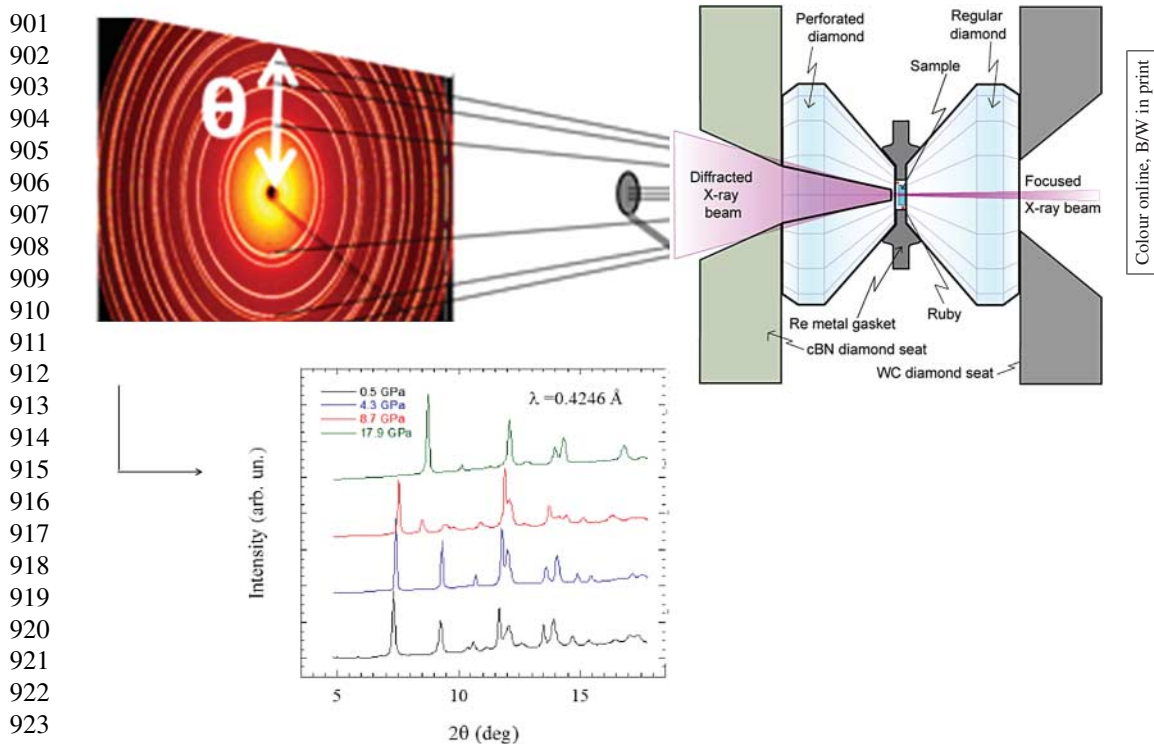 901
902
903
904
905
906
907
908
909
910
911
912
913
914
915
916
917
918
919
920
921
922
923
θ
Perforated
diamond
Regular
diamond
Sample
Diffracted
X-ray
beam
Focused
X-ray beam
Re metal gasket
Ruby
cBN diamond seat
WC diamond seat
Colour online, B/W in print
0.5 GPa
4.3 GPa
8.7 GPa
17.9 GPa
λ =0.4246 Å
Intensity (arb. un.)
5 10 15
2θ (deg)